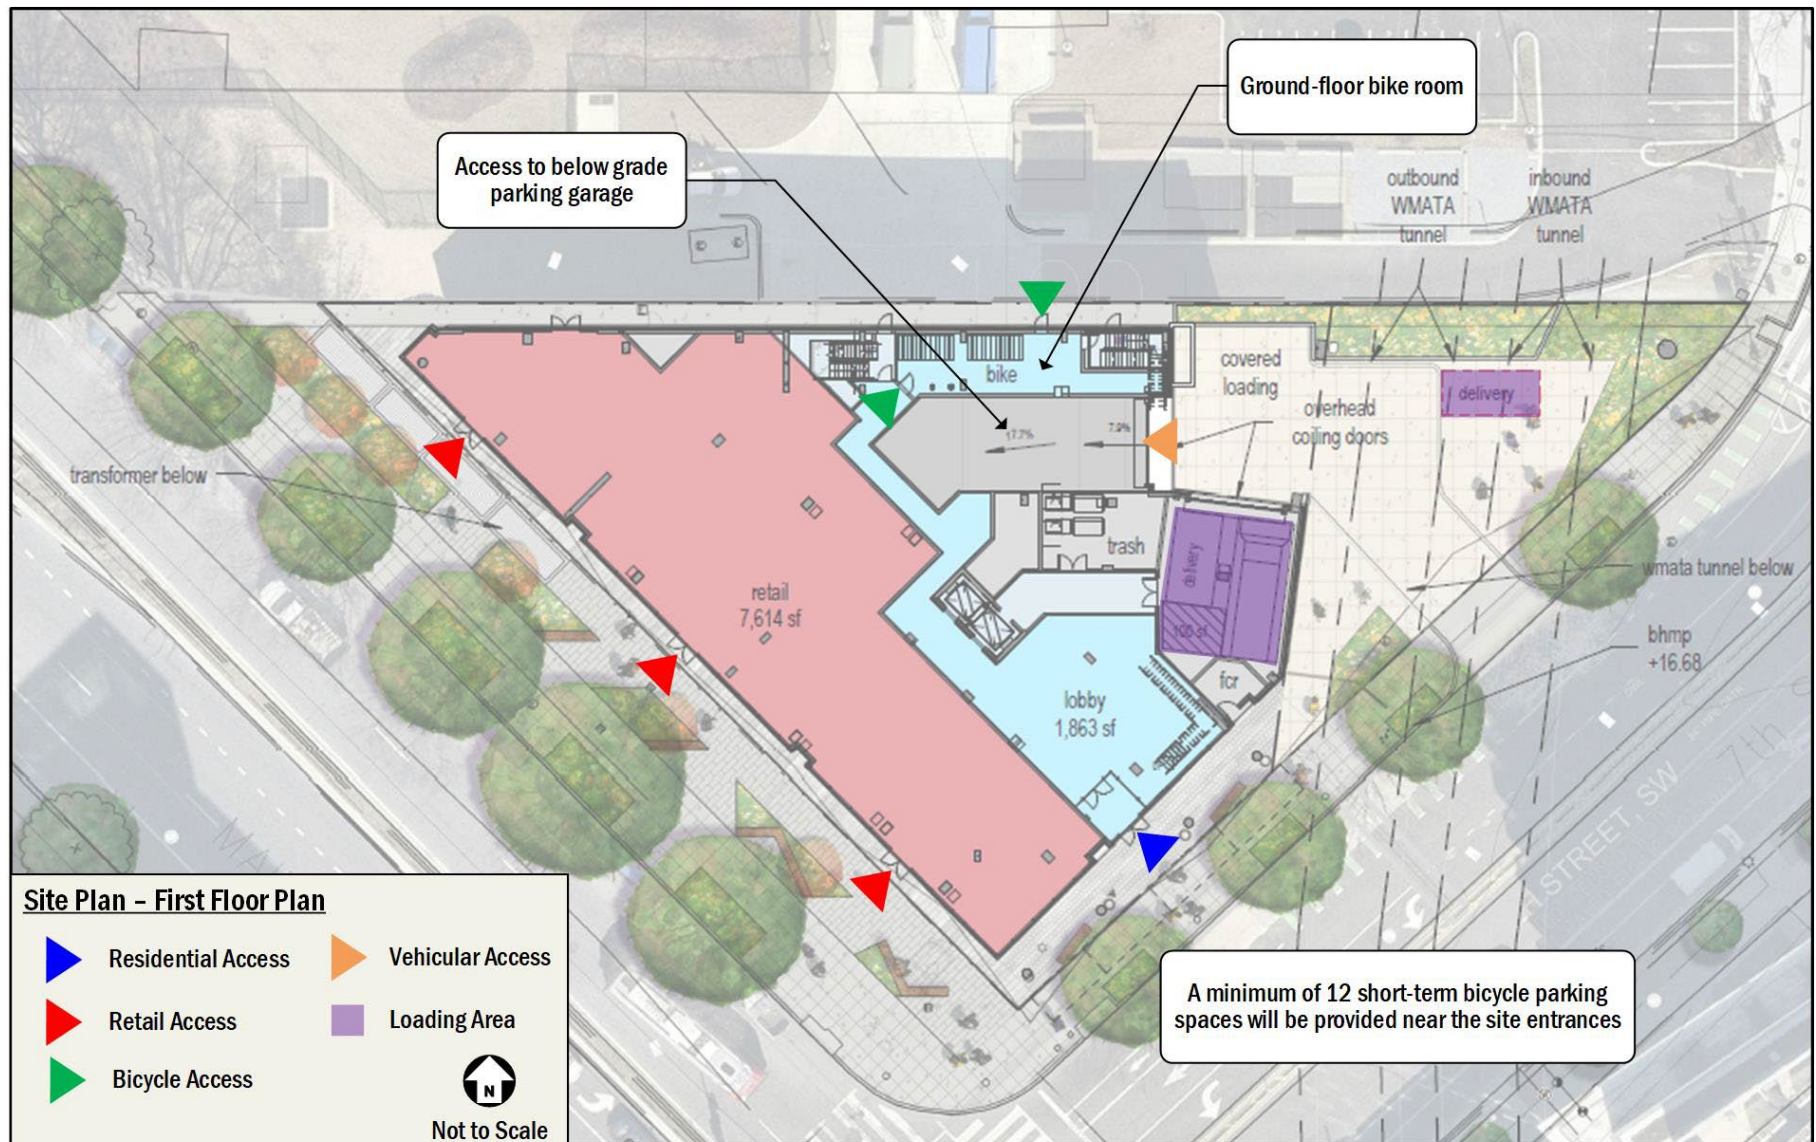 Ground-floor bike room
Access to below grade
parking garage
outbound
WMATA
tunnel
inbound
WMATA
tunnel
covered
loading
bike
delivery
overhead
coiling doors
17.7%
7.9%
transformer below
trash
delivery
wmata tunnel below
retail
7,614 sf
100 sf
bhmp
+16.68
fcr
lobby
1,863 sf
7th
STREET, SW
Site Plan – First Floor Plan
Residential Access
Vehicular Access
Retail Access
Loading Area
Bicycle Access
N
Not to Scale
A minimum of 12 short-term bicycle parking
spaces will be provided near the site entrances